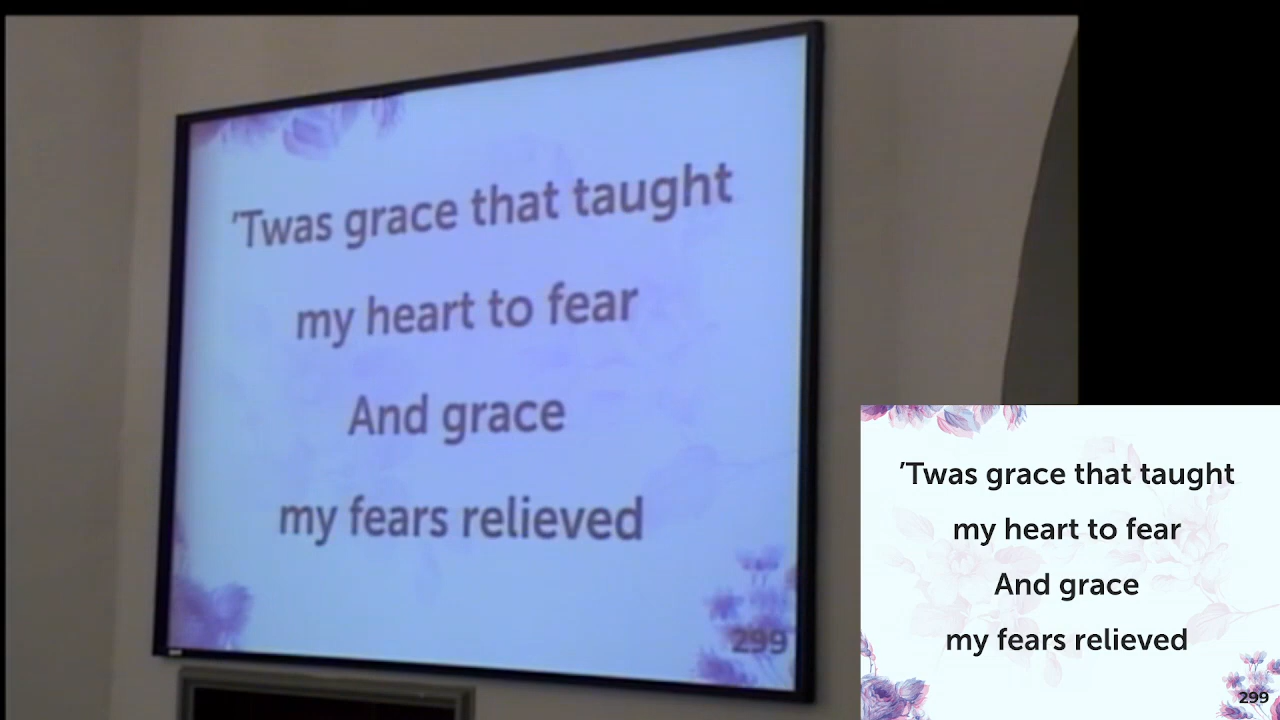 ’Twas grace that taught
my heart to fear
And grace
my fears relieved
299
’Twas grace that taught
my heart to fear
And grace
my fears relieved
299